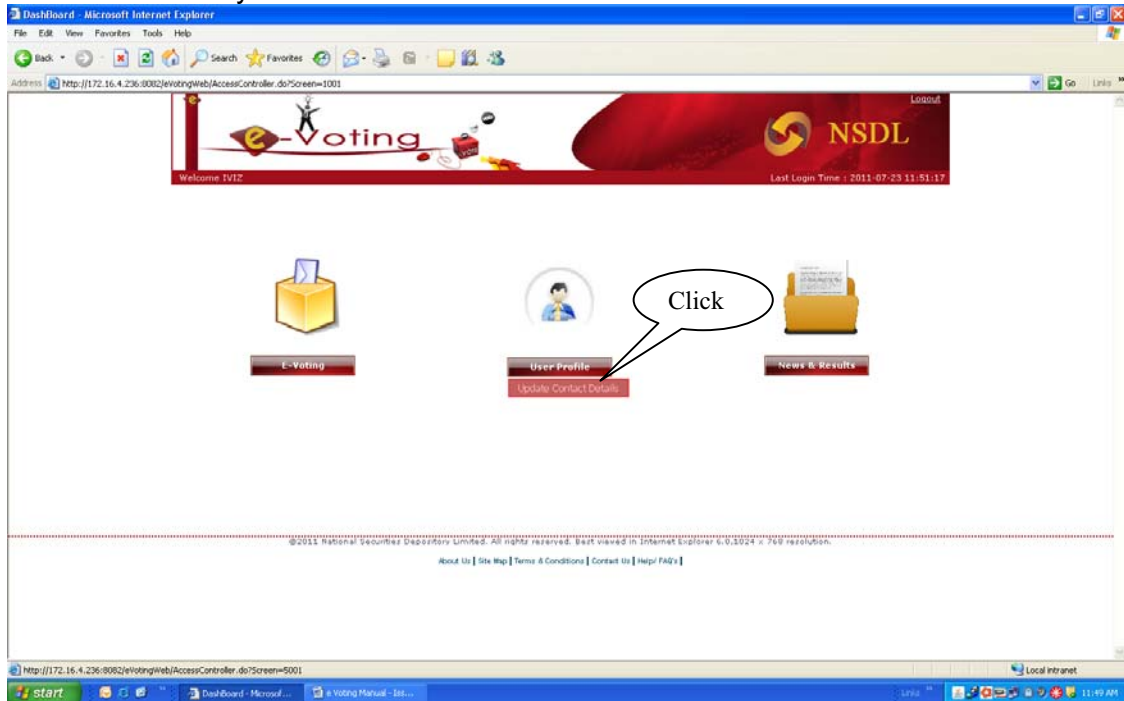 DashBoard - Microsoft Internet Explorer
File Edit View Favorites Tools Help
Back Search Favorites
Address http://172.16.4.236:8082/eVotingWeb/AccessController.do?Screen=1001 Go Links
Logout
e-Voting
VOTE
NSDL
Welcome IVIZ Last Login Time : 2011-07-23 11:51:17
Click
E-Voting User Profile News & Results
Update Contact Details
©2011 National Securities Depository Limited. All rights reserved. Best viewed in Internet Explorer 6.0.1024 x 768 resolution.
About Us | Site Map | Terms & Conditions | Contact Us | Help/ FAQ's |
http://172.16.4.236:8082/eVotingWeb/AccessController.do?Screen=5001 Local intranet
start DashBoard - Microsof... e Voting Manual - Iss... Links 11:49 AM